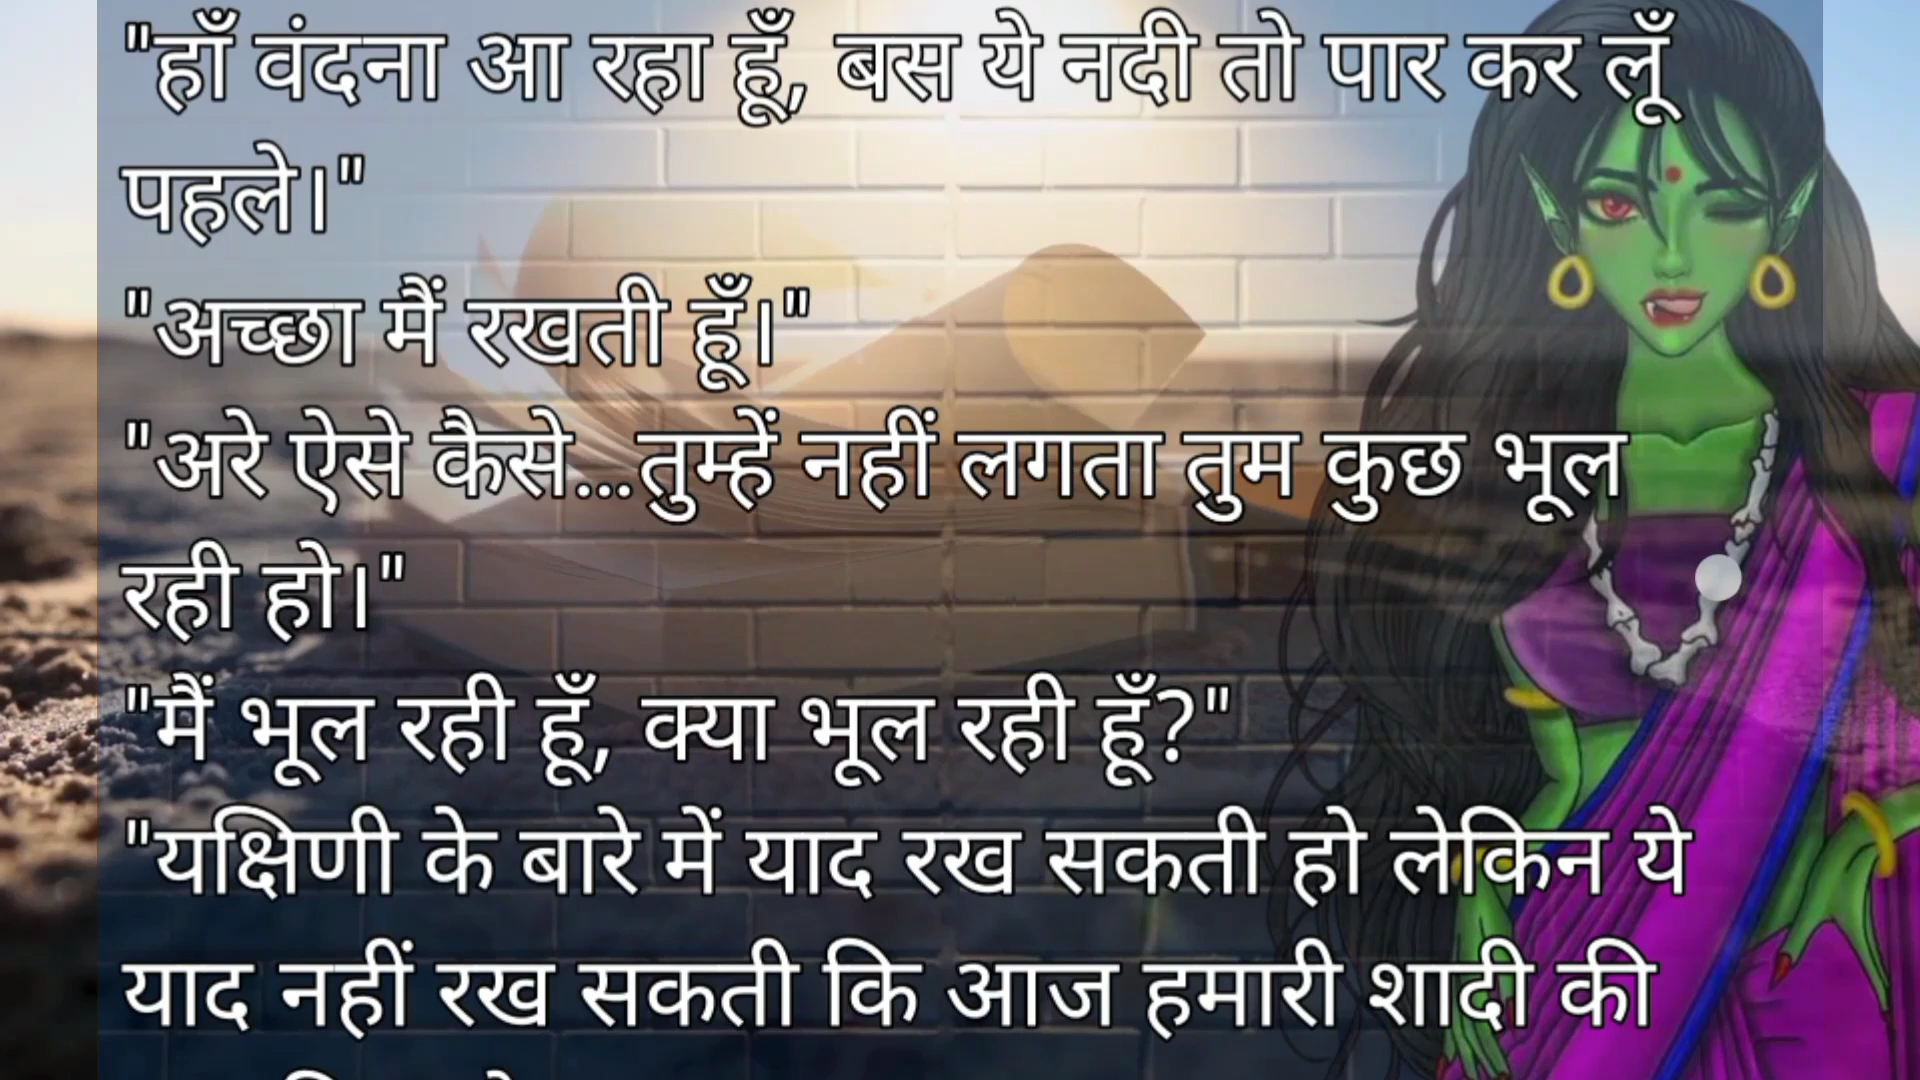 "हाँ वंदना आ रहा हूँ, बस ये नदी तो पार कर लूँ
पहले।"
"अच्छा मैं रखती हूँ।"
"अरे ऐसे कैसे...तुम्हें नहीं लगता तुम कुछ भूल
रही हो।"
"मैं भूल रही हूँ, क्या भूल रही हूँ?"
"यक्षिणी के बारे में याद रख सकती हो लेकिन ये
याद नहीं रख सकती कि आज हमारी शादी की